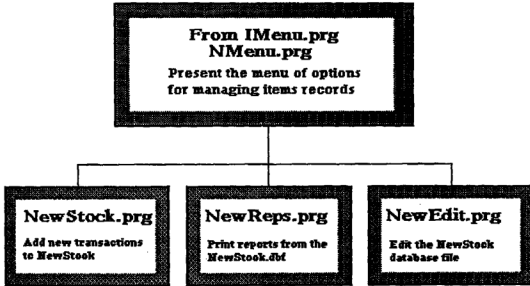 From IMenu.prg
NMenu.prg
Present the menu of options
for managing items records
NewStock.prg
Add new transactions
to NewStook
NewReps.prg
Print reports from the
NewStook.dbf
NewEdit.prg
Edit the NewStock
database file